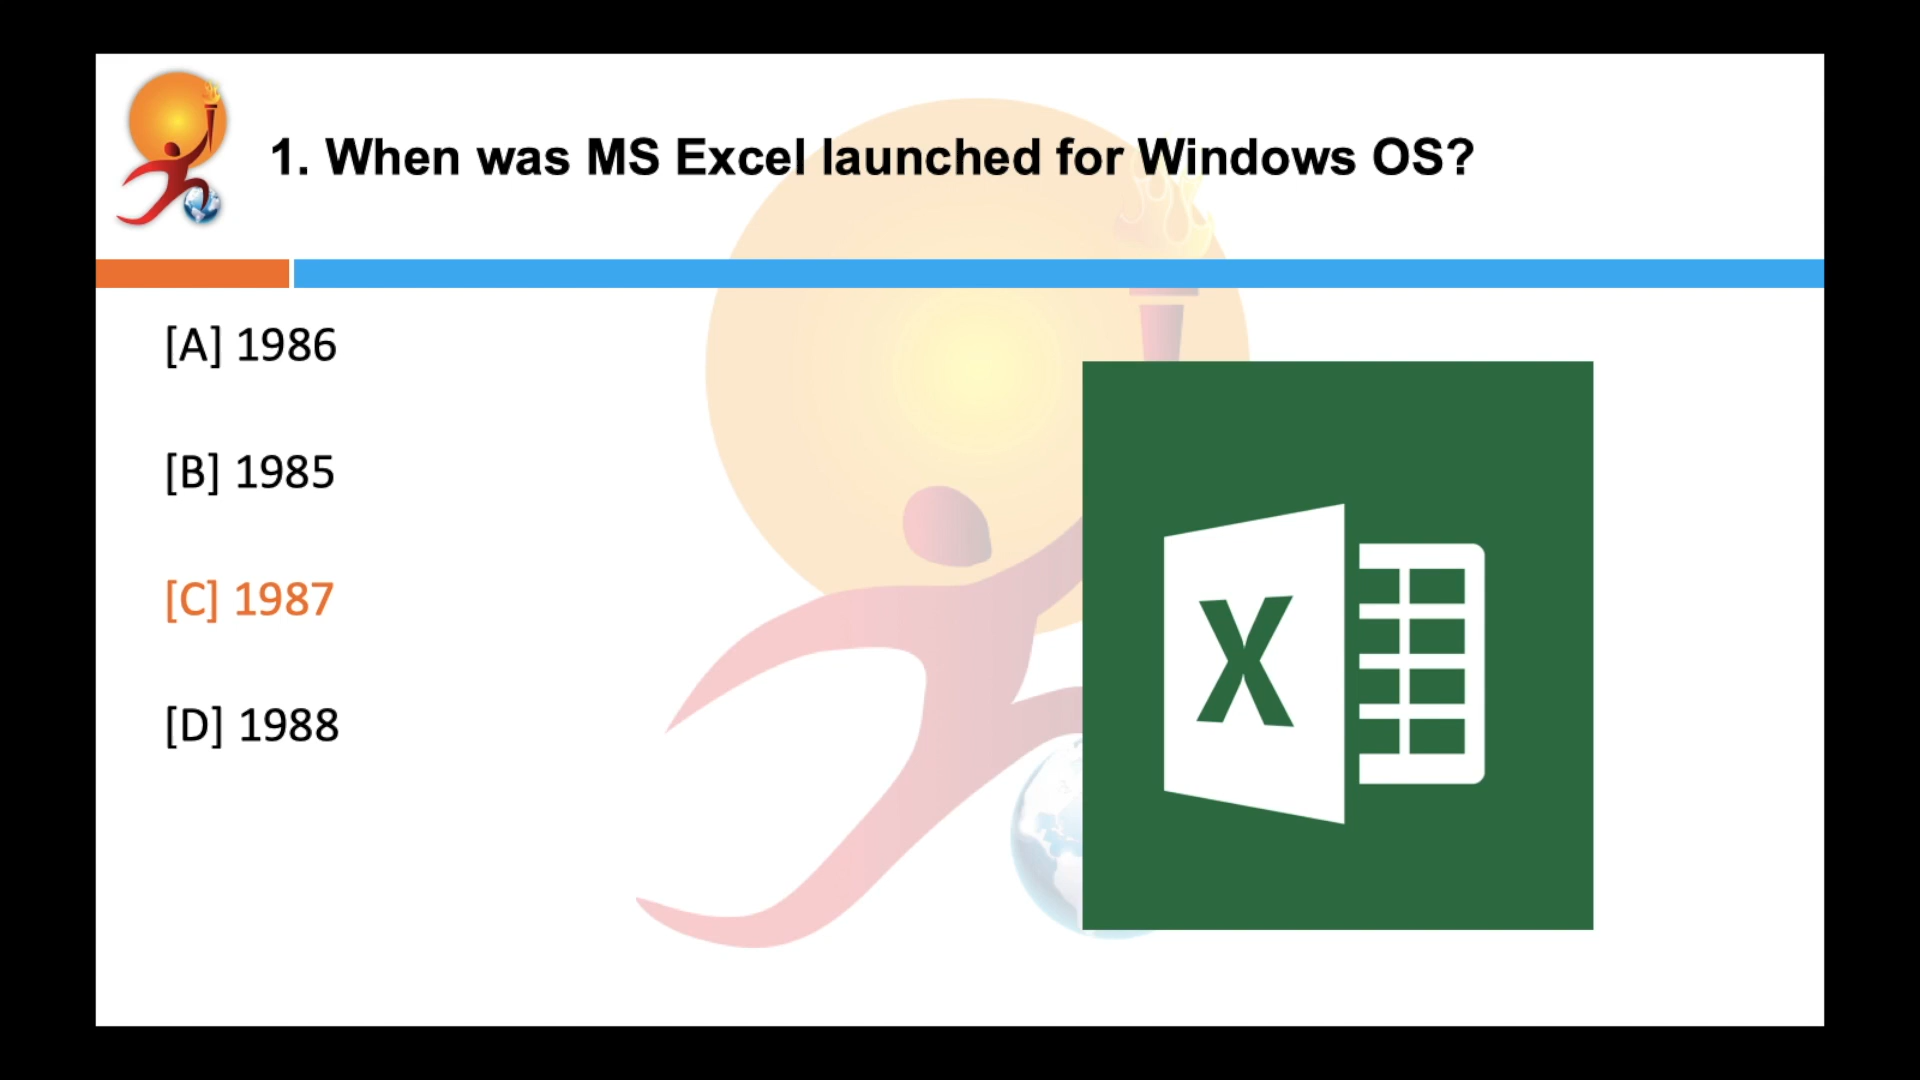 1. When was MS Excel launched for Windows OS?
[A] 1986
[B] 1985
[C] 1987
[D] 1988
X